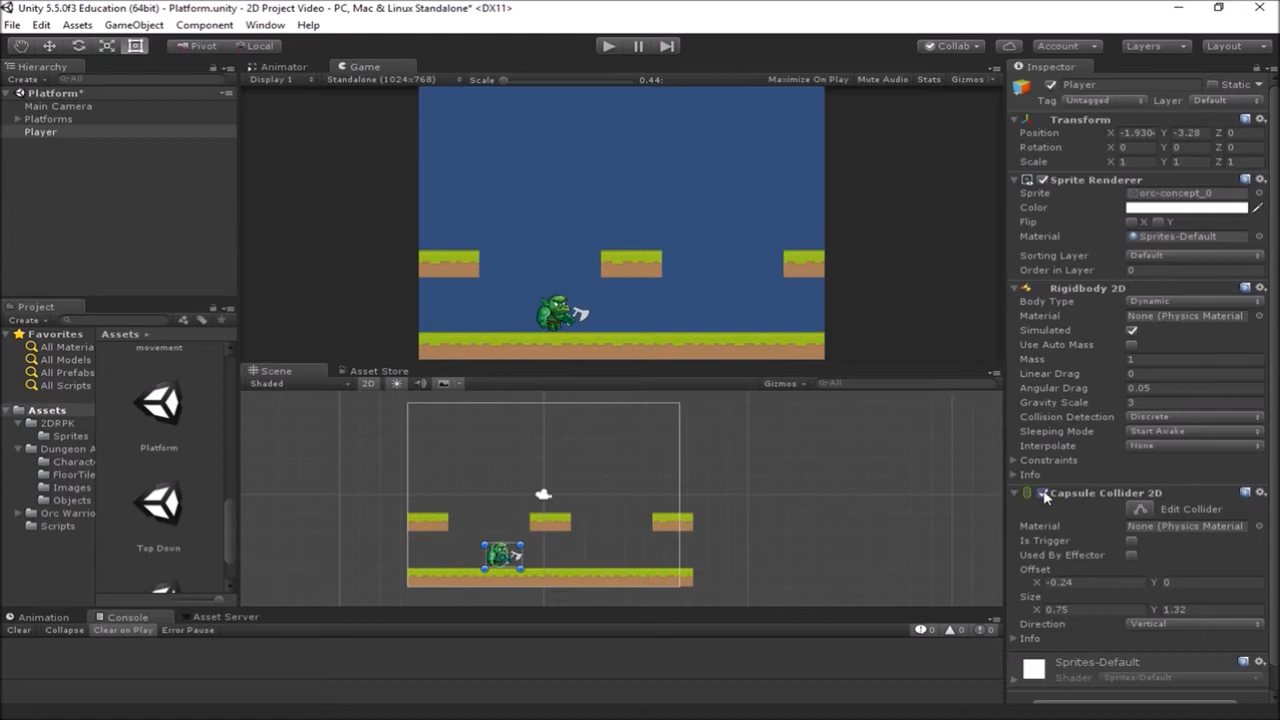 Unity 5.5.0f3 Education (64bit) - Platform.unity - 2D Project Video - PC, Mac & Linux Standalone* <DX11>
File Edit Assets GameObject Component Window Help
Pivot Local Collab Account Layers Layout
Hierarchy Animator Game Inspector
Create All Display 1 Standalone (1024x768) Scale 0.44: Maximize On Play Mute Audio Stats Gizmos
Player Static
Platform*
Tag Untagged Layer Default
Main Camera
Platforms
Player
Transform
Position X -1.930 Y -3.28 Z 0
Rotation X 0 Y 0 Z 0
Scale X 1 Y 1 Z 1
Sprite Renderer
Sprite orc-concept_0
Color
Flip X Y
Material Sprites-Default
Sorting Layer Default
Order in Layer 0
Rigidbody 2D
Body Type Dynamic
Material None (Physics Material
Simulated
Use Auto Mass
Mass 1
Linear Drag 0
Angular Drag 0.05
Gravity Scale 3
Collision Detection Discrete
Sleeping Mode Start Awake
Interpolate None
Constraints
Info
Capsule Collider 2D
Edit Collider
Material None (Physics Material
Is Trigger
Used By Effector
Offset
X -0.24 Y 0
Size
X 0.75 Y 1.32
Direction Vertical
Info
Sprites-Default
Shader Sprites/Default
Project
Create
Favorites
All Materia
All Models
All Prefabs
All Scripts
Assets
2DRPK
Sprites
Dungeon A
Charact
FloorTile
Images
Objects
Orc Warrio
Scripts
Assets
movement
Platform
Top Down
Scene Asset Store
Shaded 2D Gizmos All
Animation Console Asset Server
Clear Collapse Clear on Play Error Pause 0 0 0